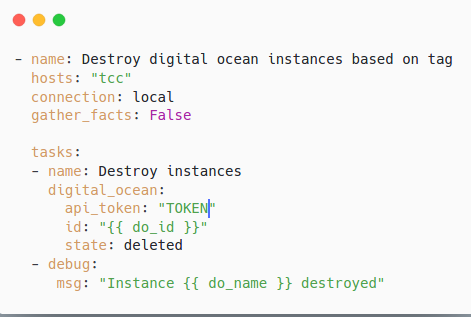 - name: Destroy digital ocean instances based on tag
  hosts: "tcc"
  connection: local
  gather_facts: False

  tasks:
  - name: Destroy instances
    digital_ocean:
      api_token: "TOKEN"
      id: "{{ do_id }}"
      state: deleted
  - debug:
     msg: "Instance {{ do_name }} destroyed"